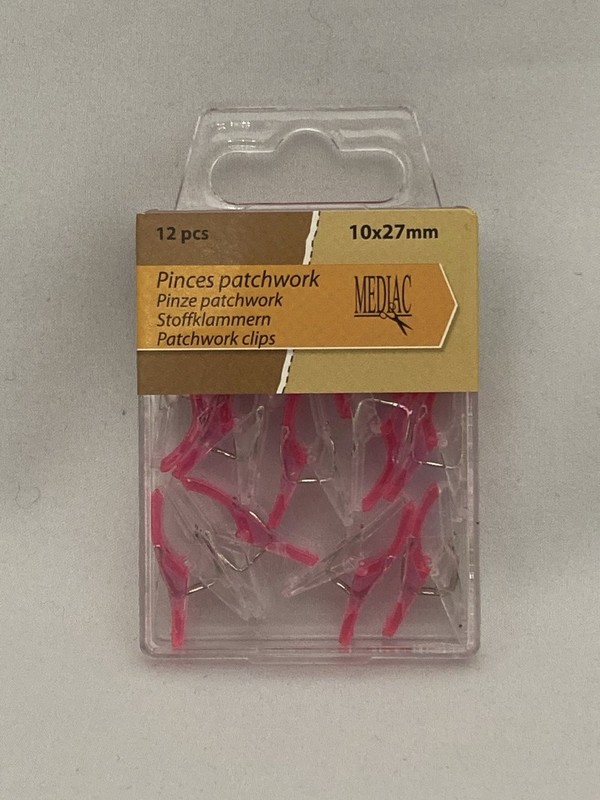 12 pcs
10x27mm
Pinces patchwork
Pinze patchwork
Stoffklammern
Patchwork clips
MEDIAC